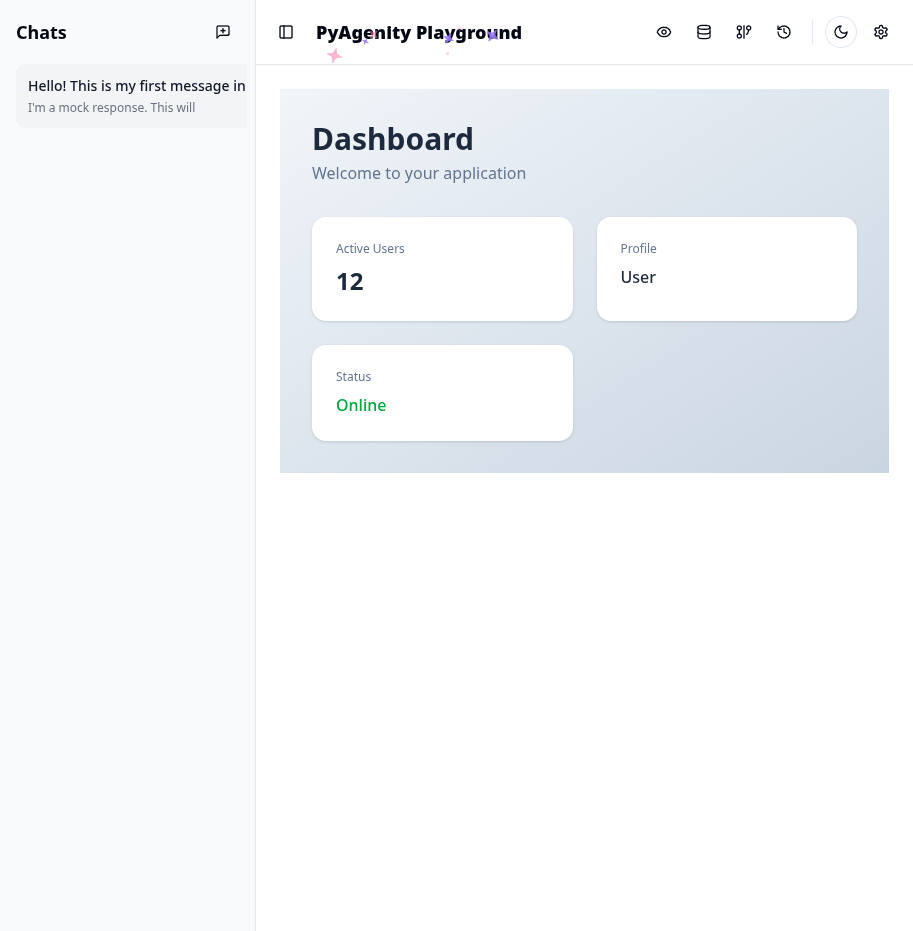 Chats
Hello! This is my first message in
I'm a mock response. This will
PyAgenity Playground
Dashboard
Welcome to your application
Active Users
12
Profile
User
Status
Online